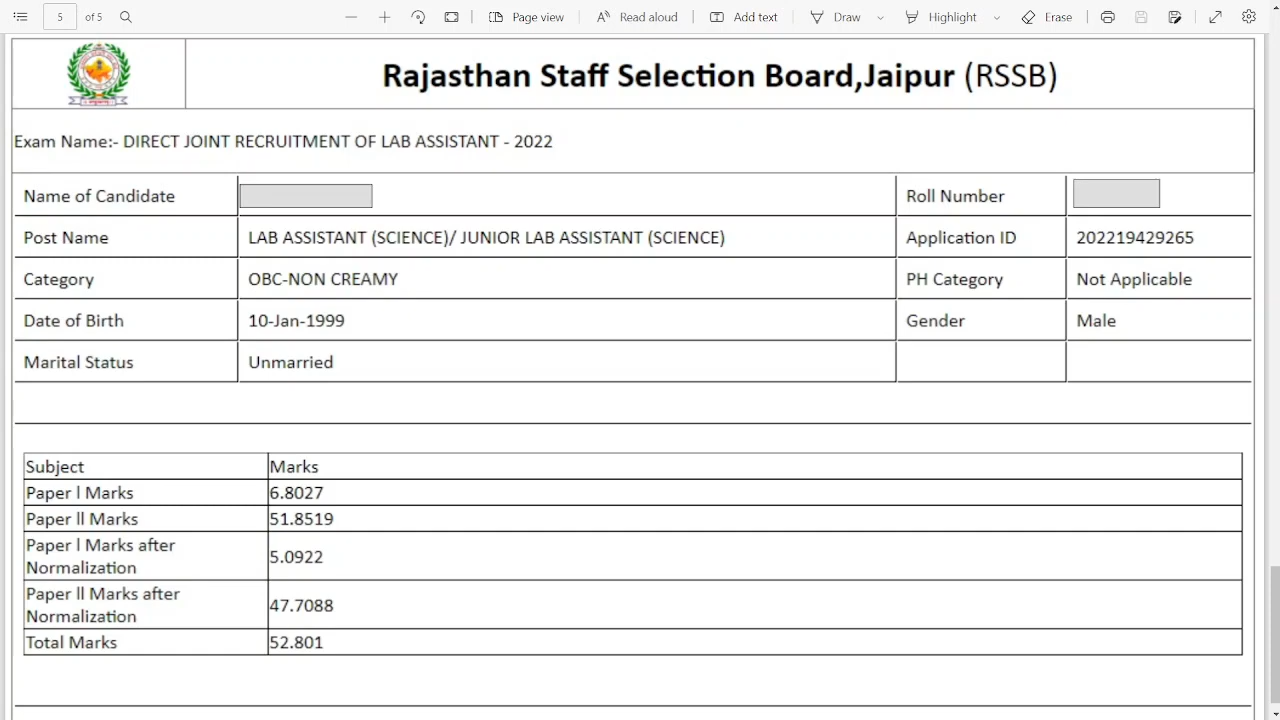 5 of 5 Page view Read aloud Add text Draw Highlight Erase
Rajasthan Staff Selection Board,Jaipur (RSSB)
Exam Name:- DIRECT JOINT RECRUITMENT OF LAB ASSISTANT - 2022
Name of Candidate Roll Number
Post Name LAB ASSISTANT (SCIENCE)/ JUNIOR LAB ASSISTANT (SCIENCE) Application ID 202219429265
Category OBC-NON CREAMY PH Category Not Applicable
Date of Birth 10-Jan-1999 Gender Male
Marital Status Unmarried
Subject Marks
Paper l Marks 6.8027
Paper ll Marks 51.8519
Paper l Marks after
Normalization 5.0922
Paper ll Marks after
Normalization 47.7088
Total Marks 52.801